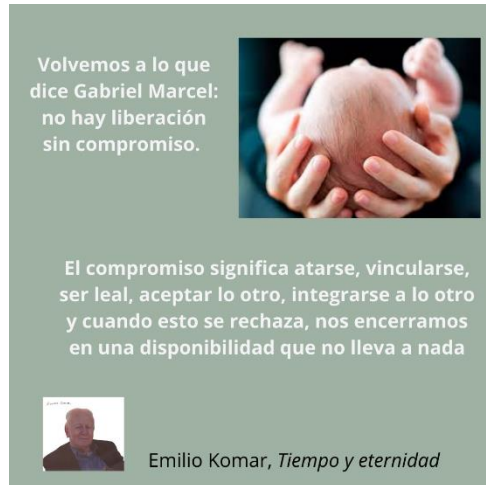 Volvemos a lo que
dice Gabriel Marcel:
no hay liberación
sin compromiso.
El compromiso significa atarse, vincularse,
ser leal, aceptar lo otro, integrarse a lo otro
y cuando esto se rechaza, nos encerramos
en una disponibilidad que no lleva a nada
Emilio Komar, Tiempo y eternidad